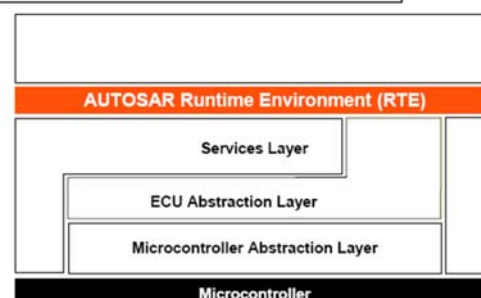 AUTOSAR Runtime Environment (RTE)
Services Layer
ECU Abstraction Layer
Microcontroller Abstraction Layer
Microcontroller